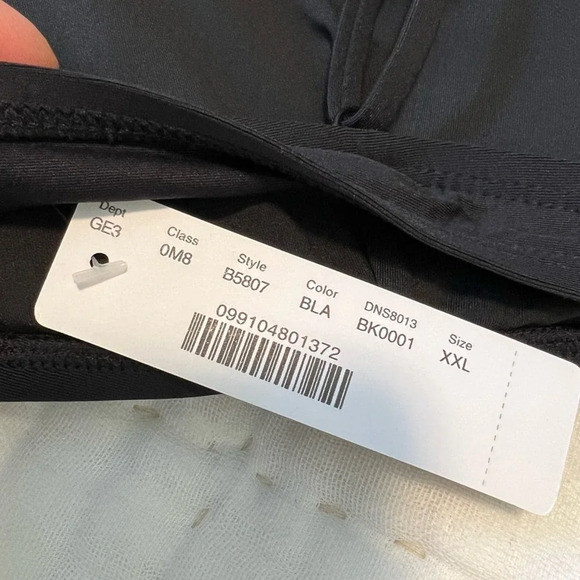 Dept Class Style Color DNS8013 Size
GE3 0M8 B5807 BLA BK0001 XXL
099104801372